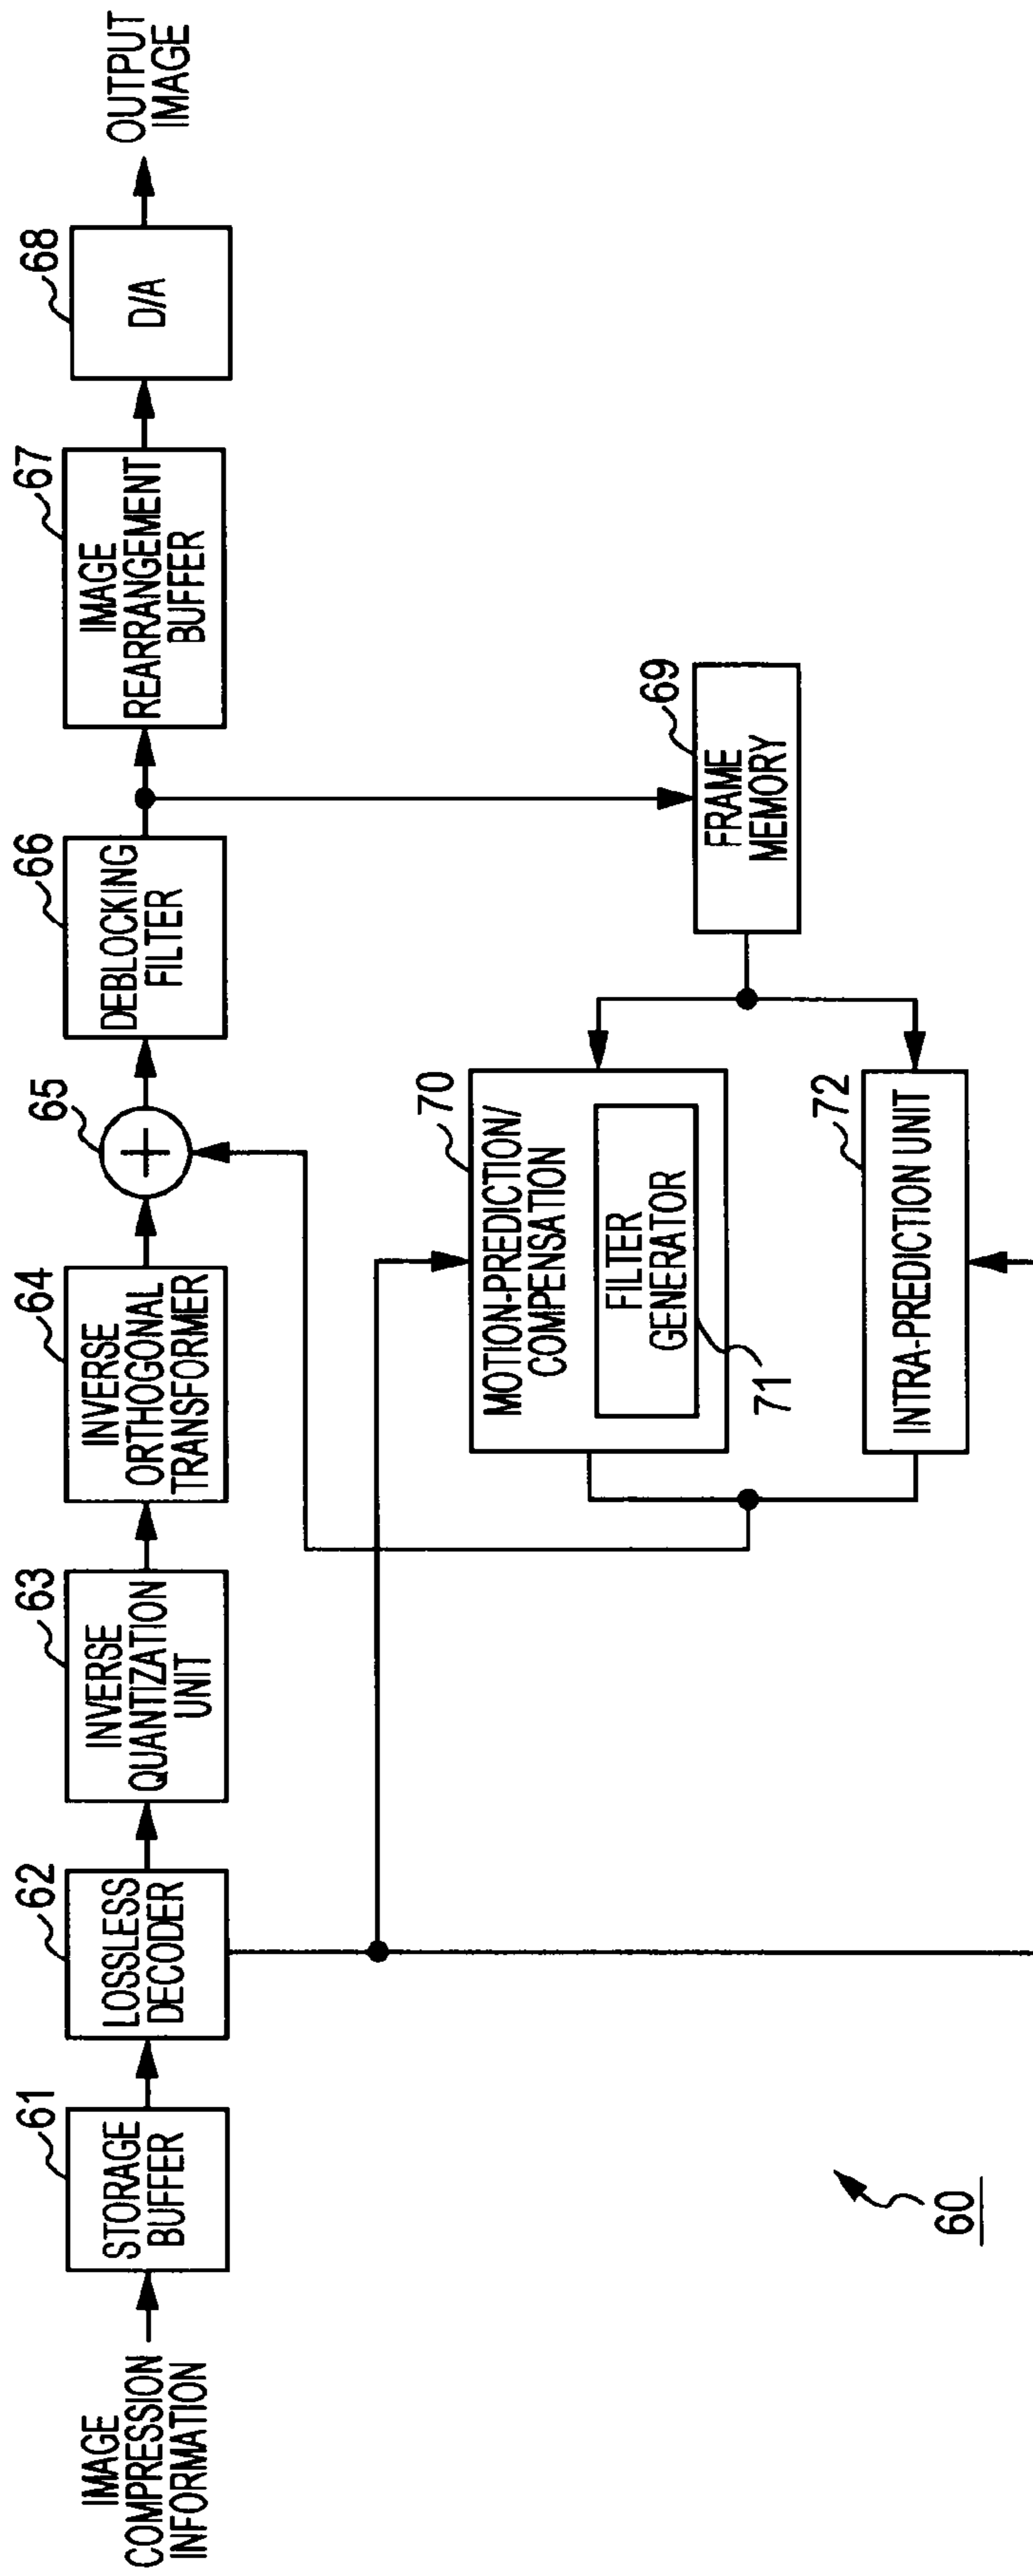 IMAGE
COMPRESSION
INFORMATION
61
STORAGE
BUFFER
62
LOSSLESS
DECODER
63
INVERSE
QUANTIZATION
UNIT
64
INVERSE
ORTHOGONAL
TRANSFORMER
65
+
66
DEBLOCKING
FILTER
67
IMAGE
REARRANGEMENT
BUFFER
68
D/A
OUTPUT
IMAGE
69
FRAME
MEMORY
70
MOTION-PREDICTION/
COMPENSATION
FILTER
GENERATOR
71
72
INTRA-PREDICTION UNIT
60